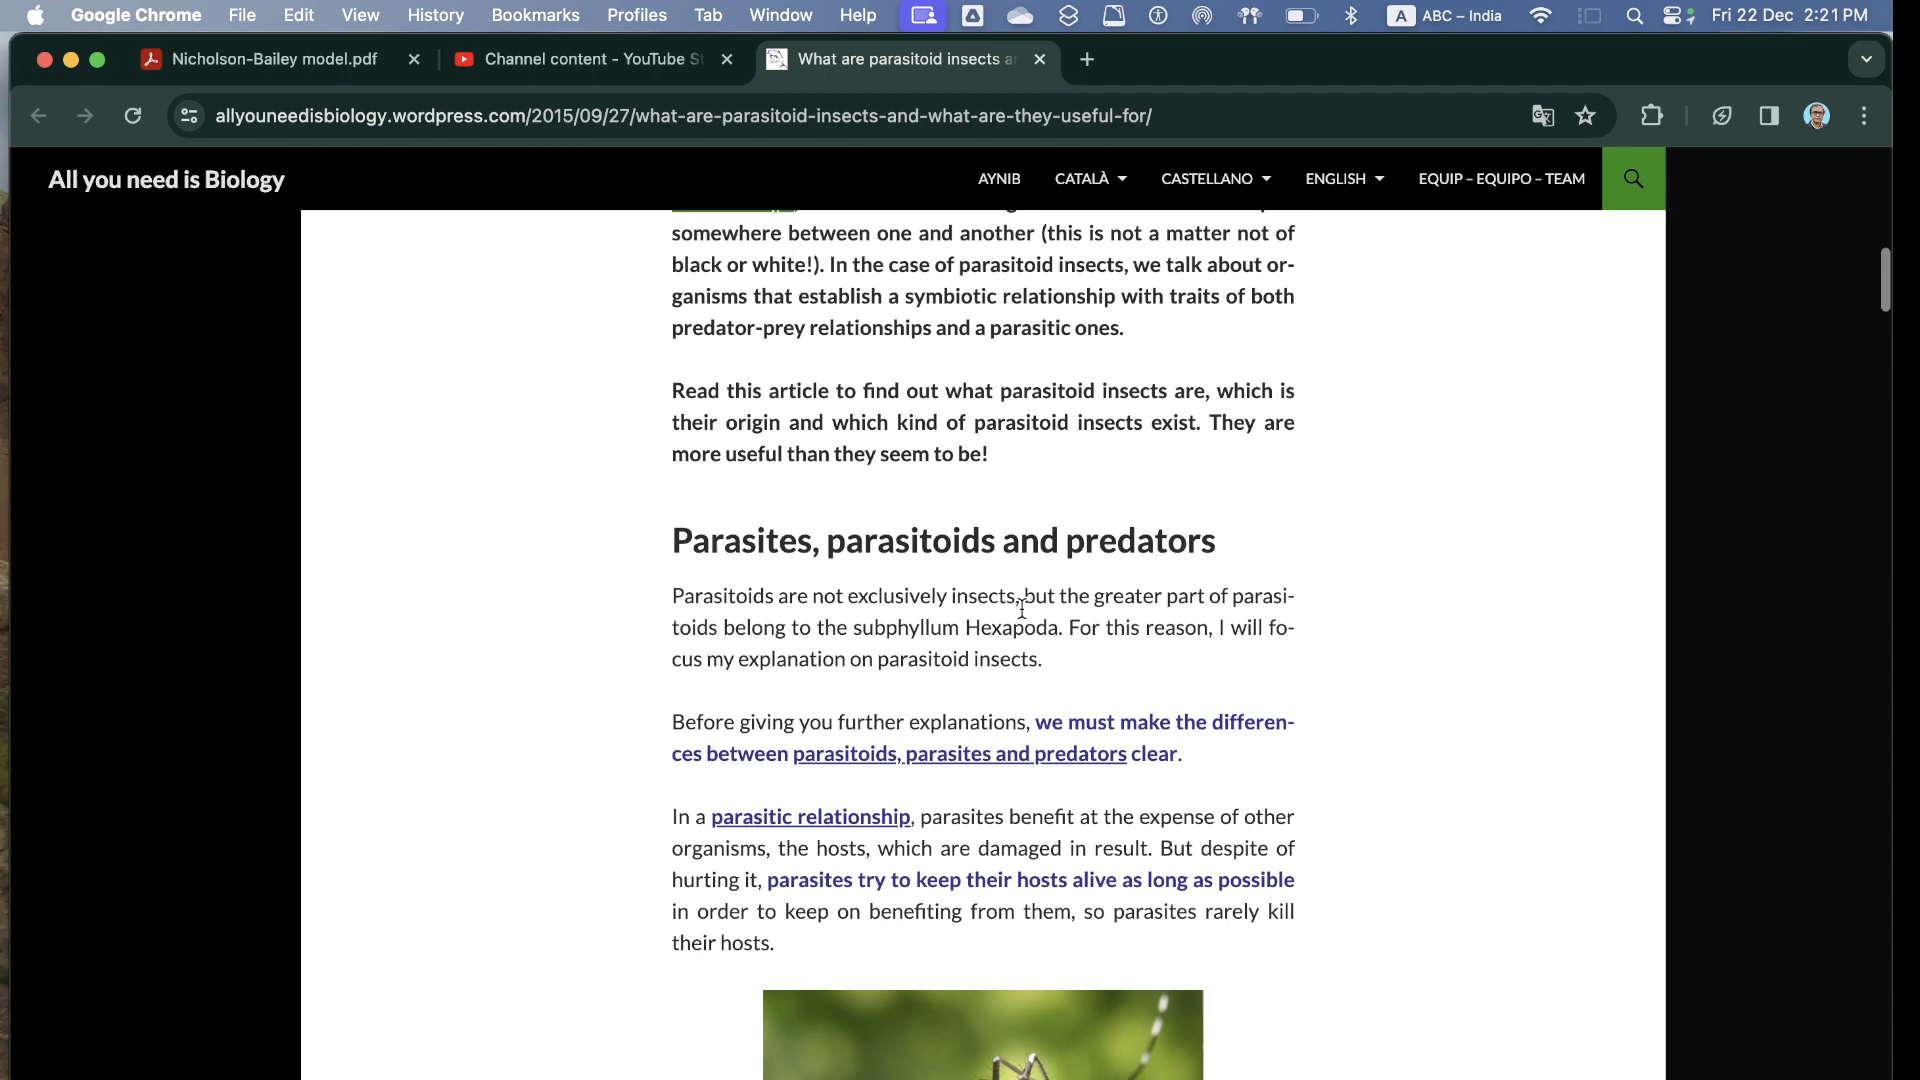 Google Chrome File Edit View History Bookmarks Profiles Tab Window Help A ABC – India Fri 22 Dec 2:21 PM
Nicholson-Bailey model.pdf Channel content - YouTube S What are parasitoid insects a
allyouneedisbiology.wordpress.com/2015/09/27/what-are-parasitoid-insects-and-what-are-they-useful-for/
All you need is Biology AYNIB CATALÀ CASTELLANO ENGLISH EQUIP – EQUIPO – TEAM
somewhere between one and another (this is not a matter not of
black or white!). In the case of parasitoid insects, we talk about or-
ganisms that establish a symbiotic relationship with traits of both
predator-prey relationships and a parasitic ones.
Read this article to find out what parasitoid insects are, which is
their origin and which kind of parasitoid insects exist. They are
more useful than they seem to be!
Parasites, parasitoids and predators
Parasitoids are not exclusively insects, but the greater part of parasi-
toids belong to the subphyllum Hexapoda. For this reason, I will fo-
cus my explanation on parasitoid insects.
Before giving you further explanations, we must make the differen-
ces between parasitoids, parasites and predators clear.
In a parasitic relationship, parasites benefit at the expense of other
organisms, the hosts, which are damaged in result. But despite of
hurting it, parasites try to keep their hosts alive as long as possible
in order to keep on benefiting from them, so parasites rarely kill
their hosts.